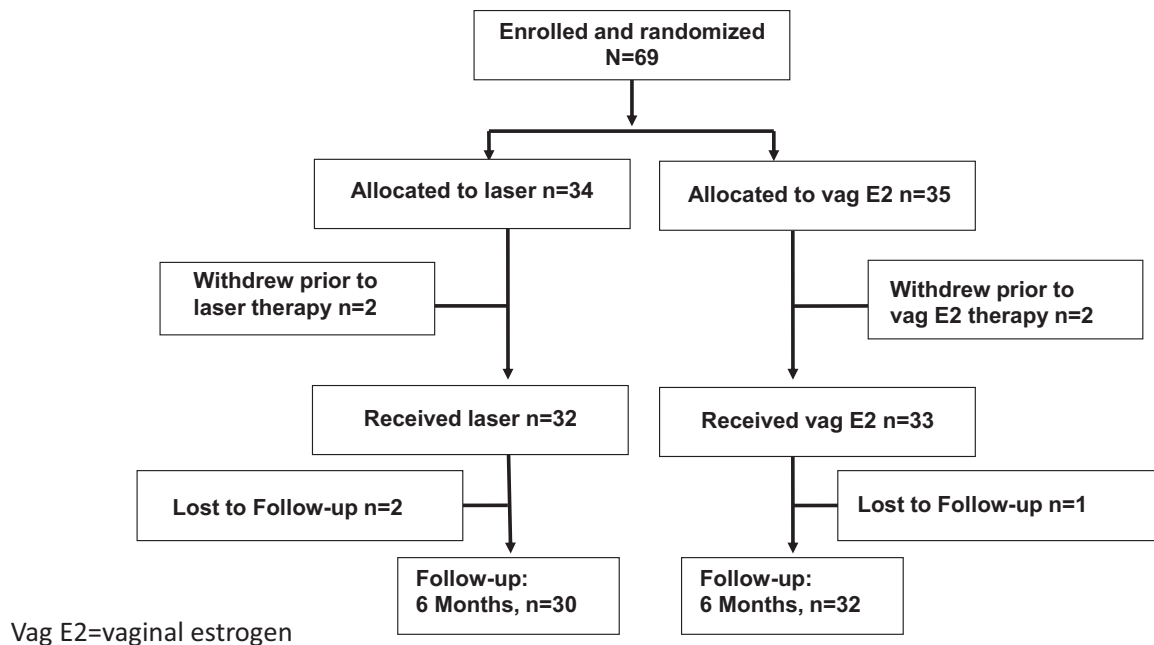 Enrolled and randomized
N=69
Allocated to laser n=34
Allocated to vag E2 n=35
Withdrew prior to
laser therapy n=2
Withdrew prior to
vag E2 therapy n=2
Received laser n=32
Received vag E2 n=33
Lost to Follow-up n=2
Lost to Follow-up n=1
Follow-up:
6 Months, n=30
Follow-up:
6 Months, n=32
Vag E2=vaginal estrogen